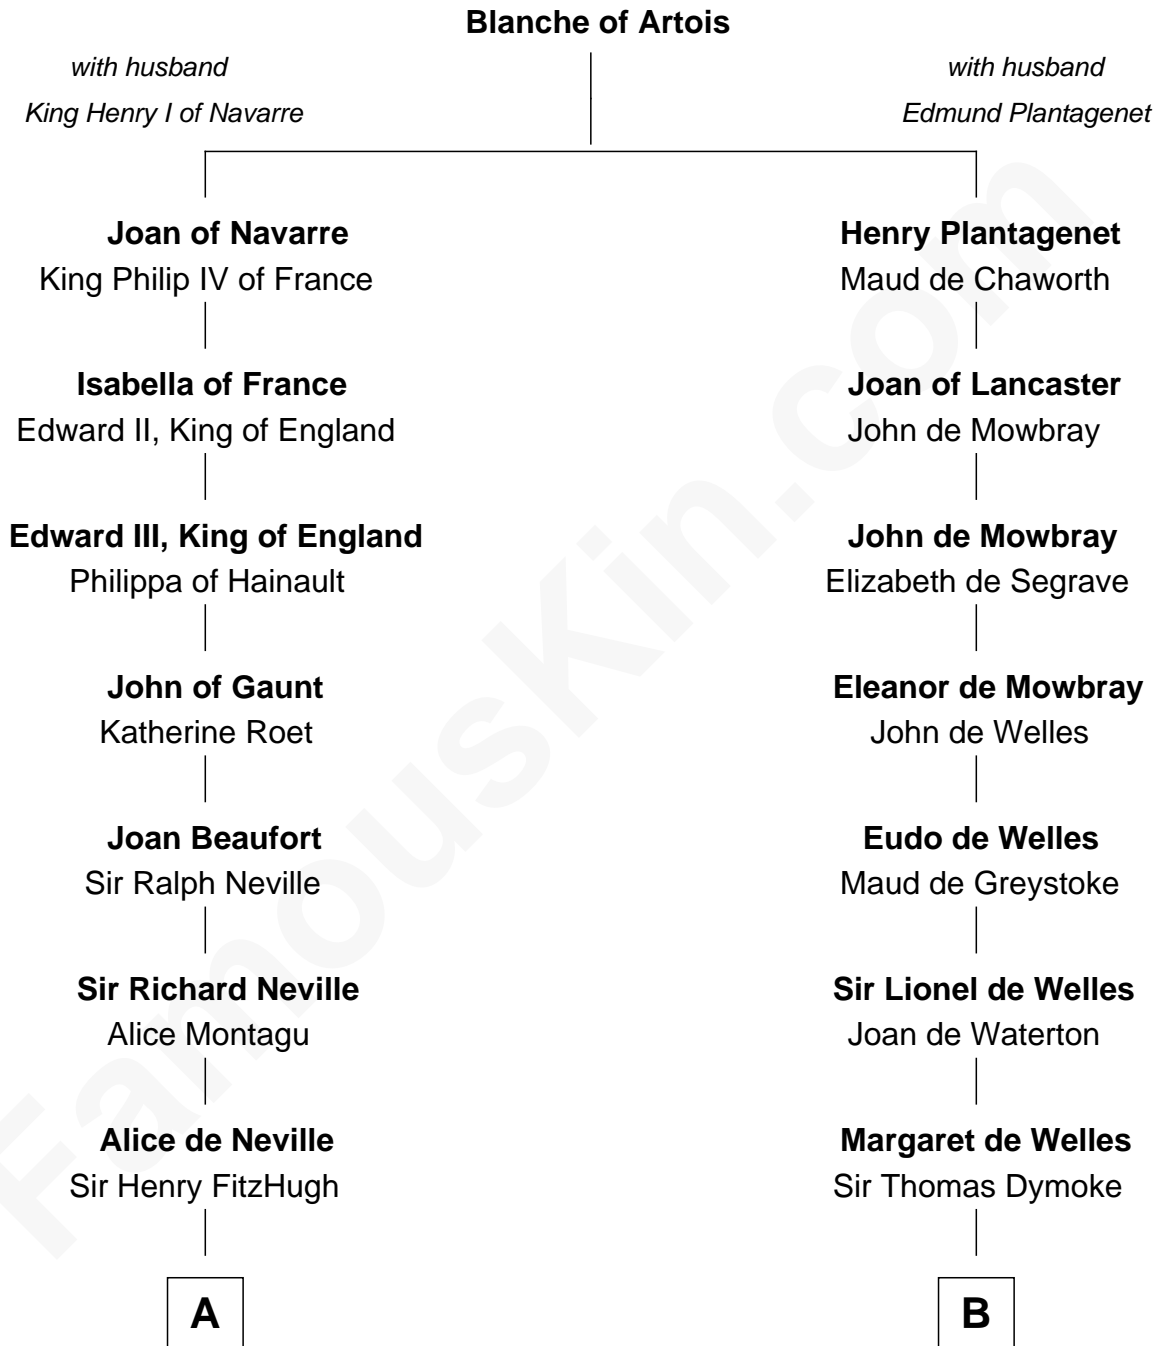 Blanche of Artois
with husband
King Henry I of Navarre
with husband
Edmund Plantagenet
Joan of Navarre
King Philip IV of France
Henry Plantagenet
Maud de Chaworth
Isabella of France
Edward II, King of England
Joan of Lancaster
John de Mowbray
Edward III, King of England
Philippa of Hainault
John de Mowbray
Elizabeth de Segrave
John of Gaunt
Katherine Roet
Eleanor de Mowbray
John de Welles
Joan Beaufort
Sir Ralph Neville
Eudo de Welles
Maud de Greystoke
Sir Richard Neville
Alice Montagu
Sir Lionel de Welles
Joan de Waterton
Alice de Neville
Sir Henry FitzHugh
Margaret de Welles
Sir Thomas Dymoke
A
B
FamousKin.com